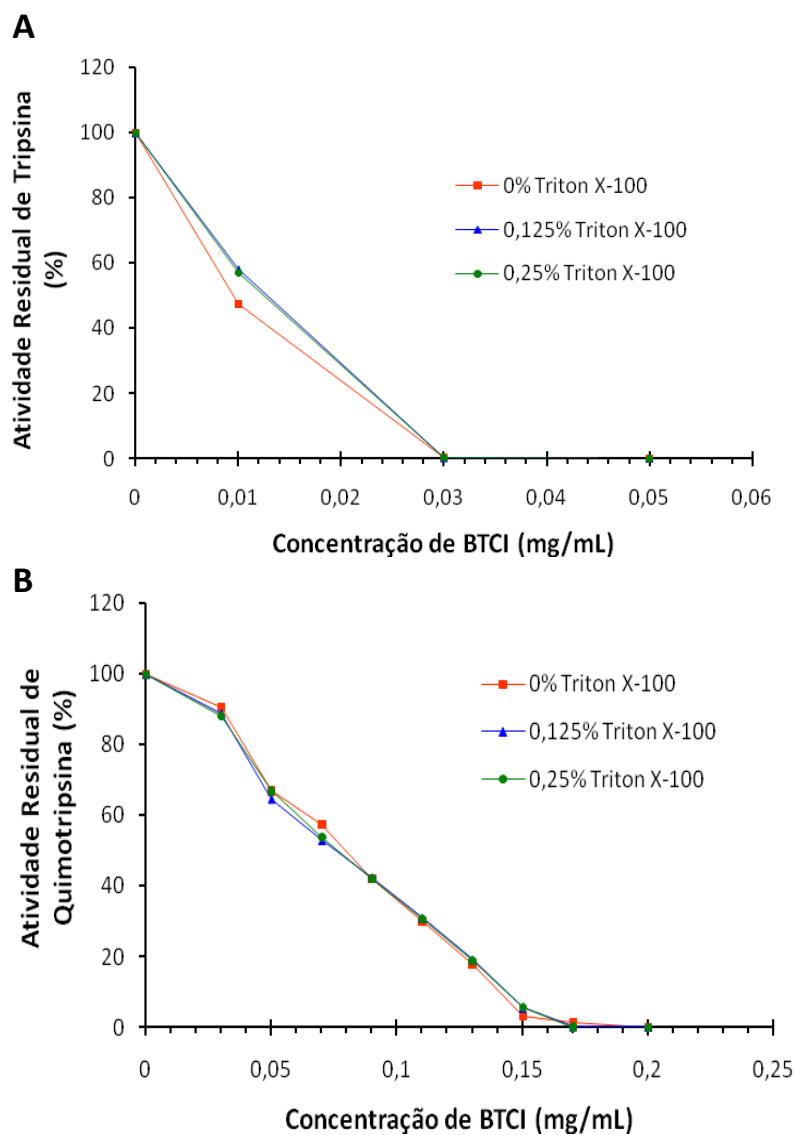 A
Atividade Residual de Tripsina
(%)
120
100
80
60
40
20
0
0% Triton X-100
0,125% Triton X-100
0,25% Triton X-100
0
0,01
0,02
0,03
0,04
0,05
0,06
Concentração de BTCI (mg/mL)
B
Atividade Residual de
Quimotripsina (%)
120
100
80
60
40
20
0
0% Triton X-100
0,125% Triton X-100
0,25% Triton X-100
0
0,05
0,1
0,15
0,2
0,25
Concentração de BTCI (mg/mL)